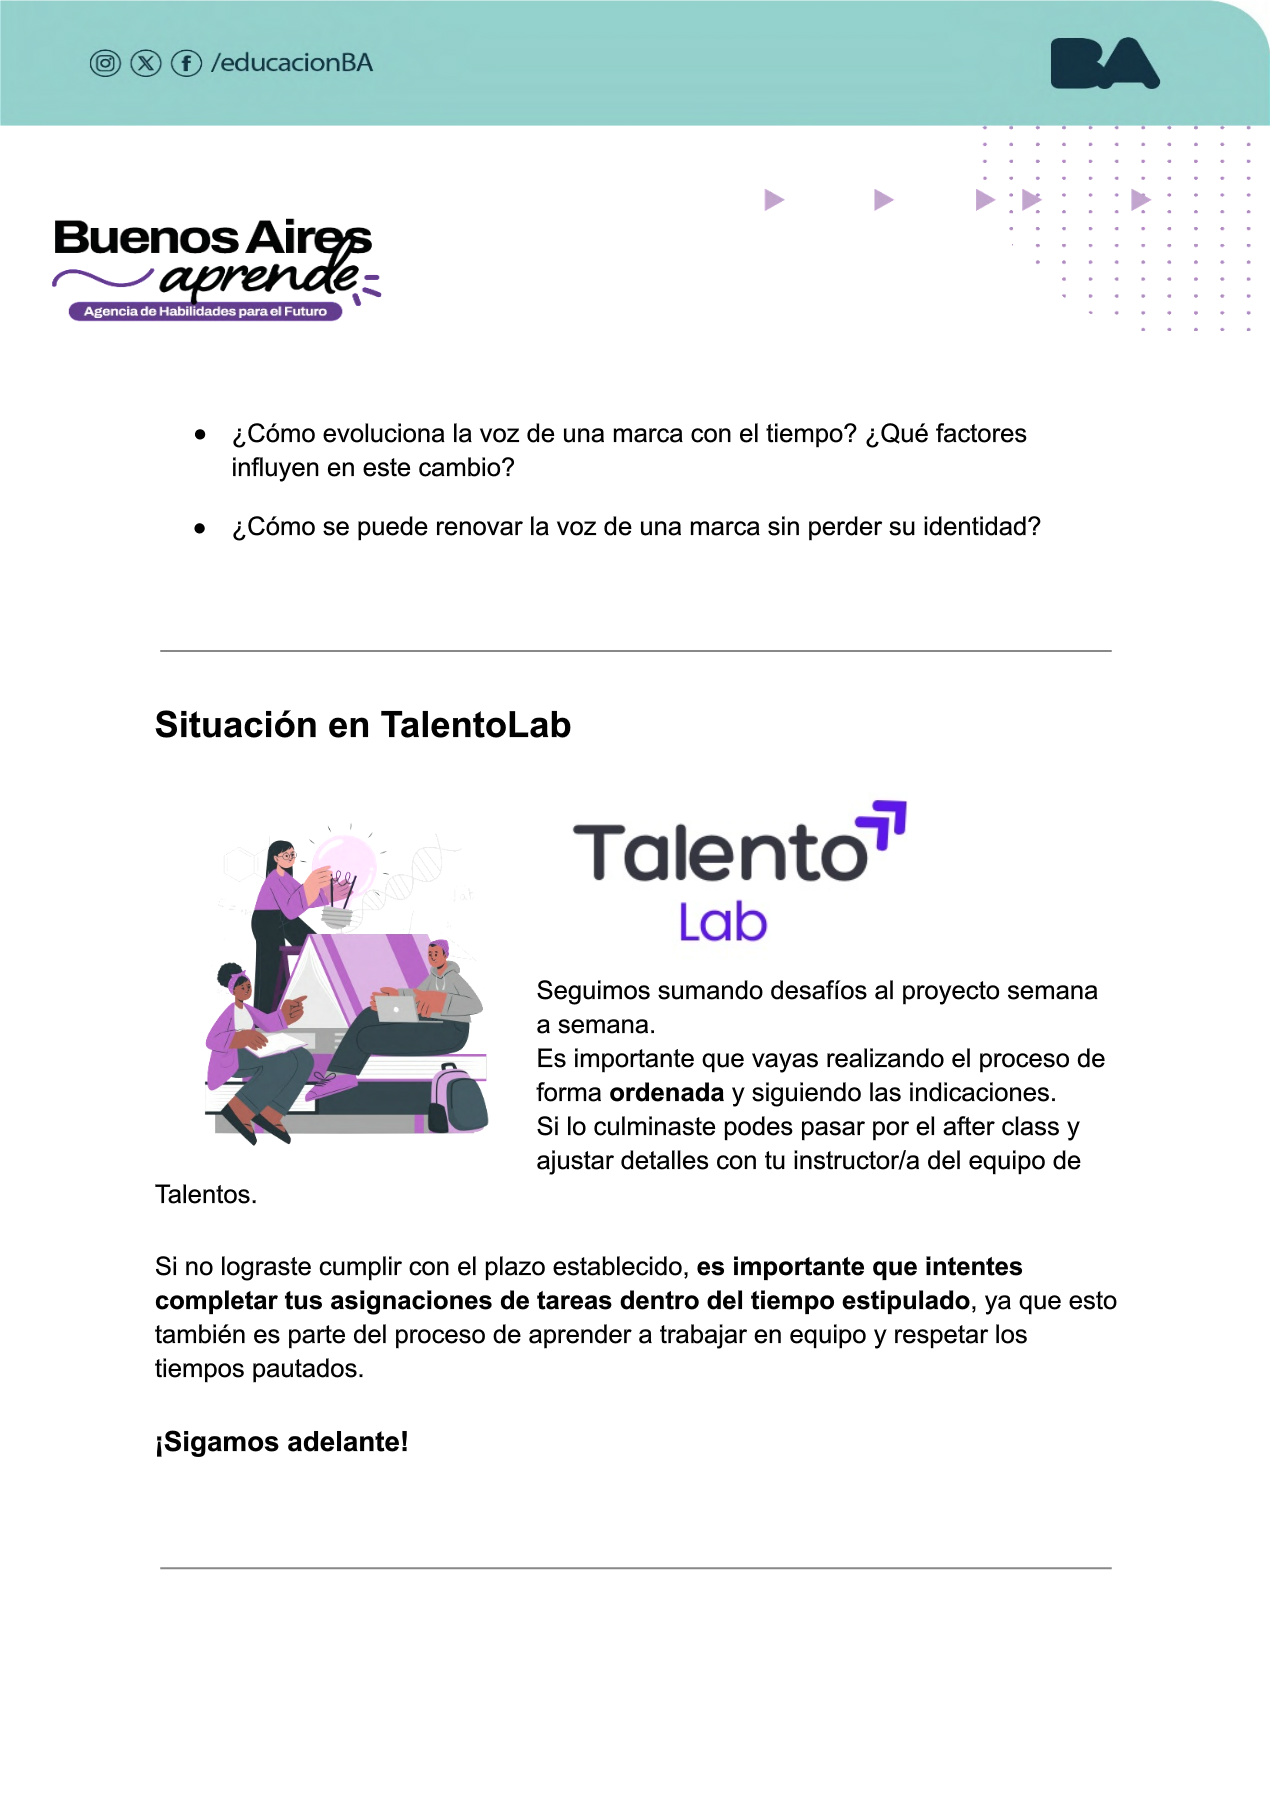 /educacionBA
BA
Buenos Aires
aprende
Agencia de Habilidades para el Futuro
● ¿Cómo evoluciona la voz de una marca con el tiempo? ¿Qué factores
influyen en este cambio?
● ¿Cómo se puede renovar la voz de una marca sin perder su identidad?
Situación en TalentoLab
Talento
Lab
Seguimos sumando desafíos al proyecto semana
a semana.
Es importante que vayas realizando el proceso de
forma ordenada y siguiendo las indicaciones.
Si lo culminaste podes pasar por el after class y
ajustar detalles con tu instructor/a del equipo de
Talentos.
Si no lograste cumplir con el plazo establecido, es importante que intentes
completar tus asignaciones de tareas dentro del tiempo estipulado, ya que esto
también es parte del proceso de aprender a trabajar en equipo y respetar los
tiempos pautados.
¡Sigamos adelante!